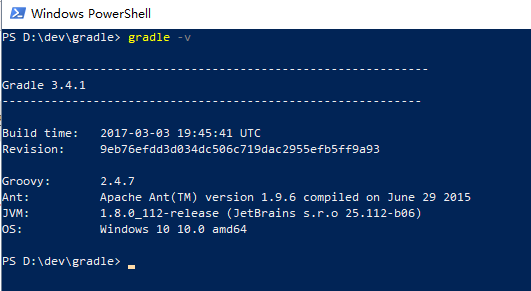 Windows PowerShell
PS D:\dev\gradle> gradle -v
------------------------------------------------------------
Gradle 3.4.1
------------------------------------------------------------
Build time:   2017-03-03 19:45:41 UTC
Revision:     9eb76efdd3d034dc506c719dac2955efb5ff9a93
Groovy:       2.4.7
Ant:          Apache Ant(TM) version 1.9.6 compiled on June 29 2015
JVM:          1.8.0_112-release (JetBrains s.r.o 25.112-b06)
OS:           Windows 10 10.0 amd64
PS D:\dev\gradle>